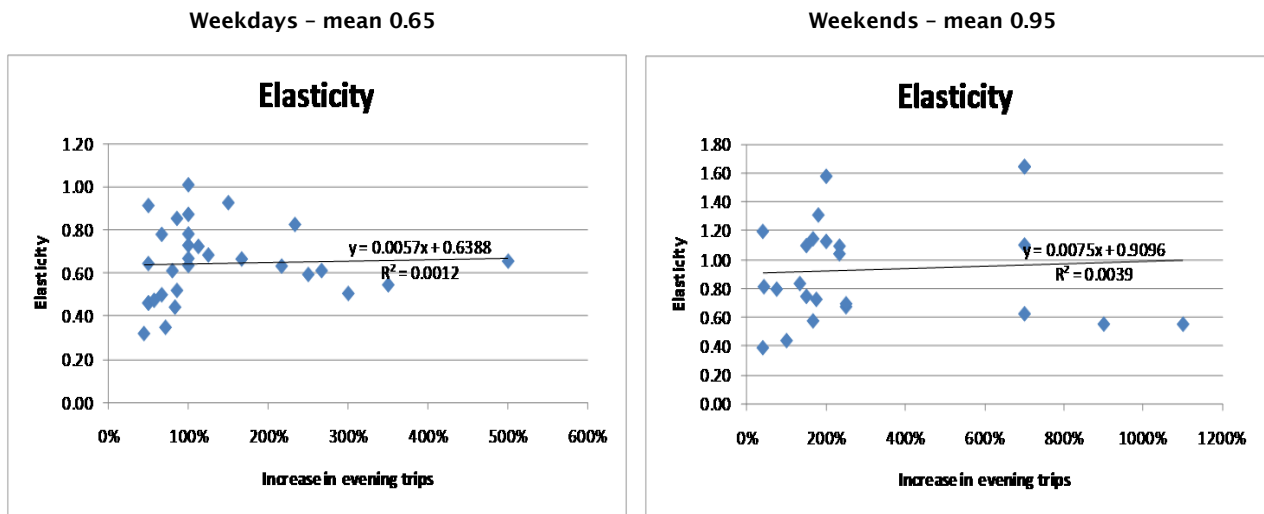 Weekdays – mean 0.65
Elasticity
1.20
1.00
0.80
0.60
0.40
0.20
0.00
Elasticity
y = 0.0057x + 0.6388
R² = 0.0012
0%
100%
200%
300%
400%
500%
600%
Increase in evening trips
Weekends – mean 0.95
Elasticity
1.80
1.60
1.40
1.20
1.00
0.80
0.60
0.40
0.20
0.00
Elasticity
y = 0.0075x + 0.9096
R² = 0.0039
0%
200%
400%
600%
800%
1000%
1200%
Increase in evening trips